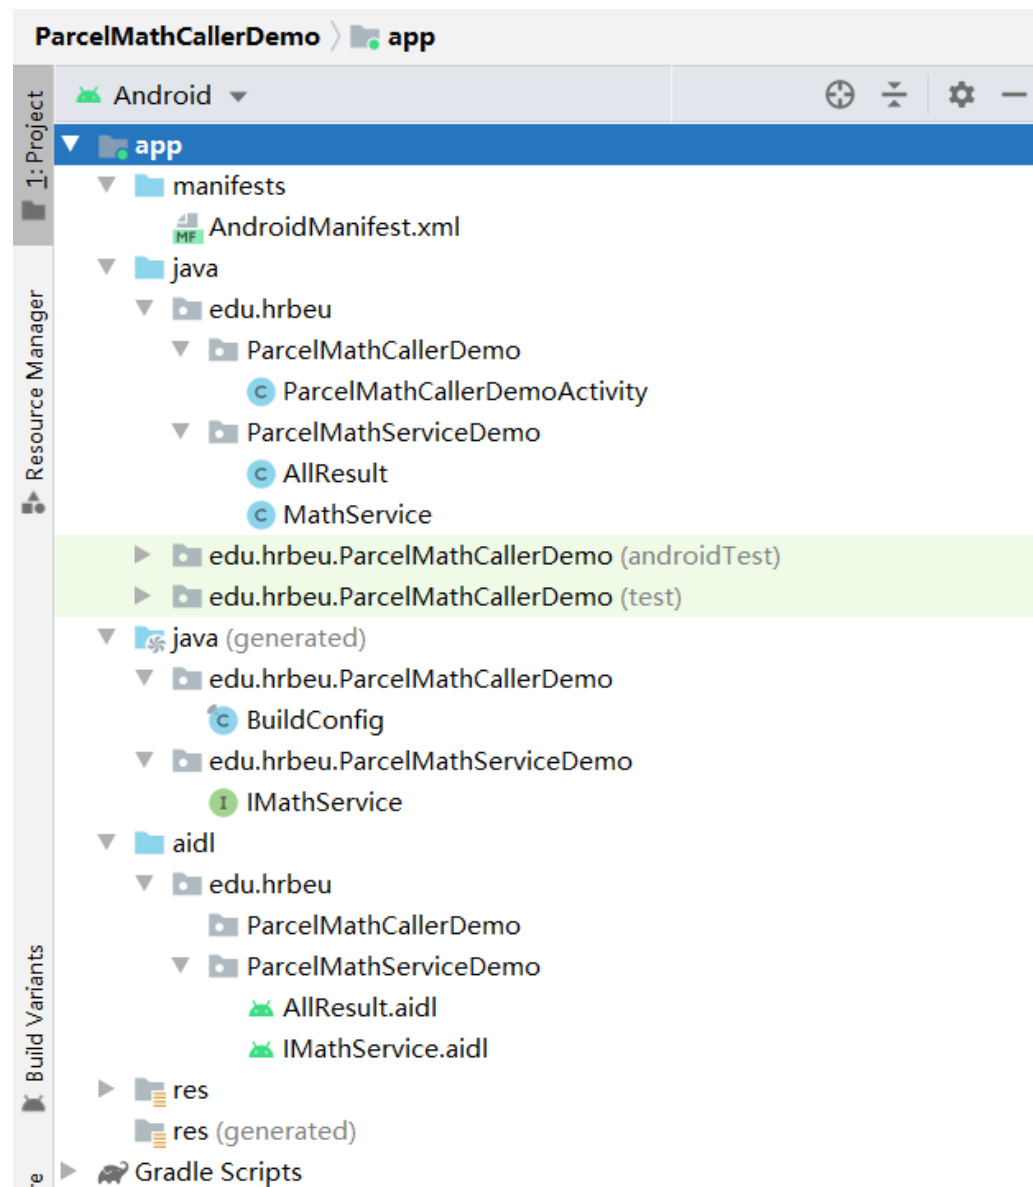 ParcelMathCallerDemo app
Android
app
manifests
AndroidManifest.xml
java
edu.hrbeu
ParcelMathCallerDemo
ParcelMathCallerDemoActivity
ParcelMathServiceDemo
AllResult
MathService
edu.hrbeu.ParcelMathCallerDemo (androidTest)
edu.hrbeu.ParcelMathCallerDemo (test)
java (generated)
edu.hrbeu.ParcelMathCallerDemo
BuildConfig
edu.hrbeu.ParcelMathServiceDemo
IMathService
aidl
edu.hrbeu
ParcelMathCallerDemo
ParcelMathServiceDemo
AllResult.aidl
IMathService.aidl
res
res (generated)
Gradle Scripts
1: Project
Resource Manager
Build Variants